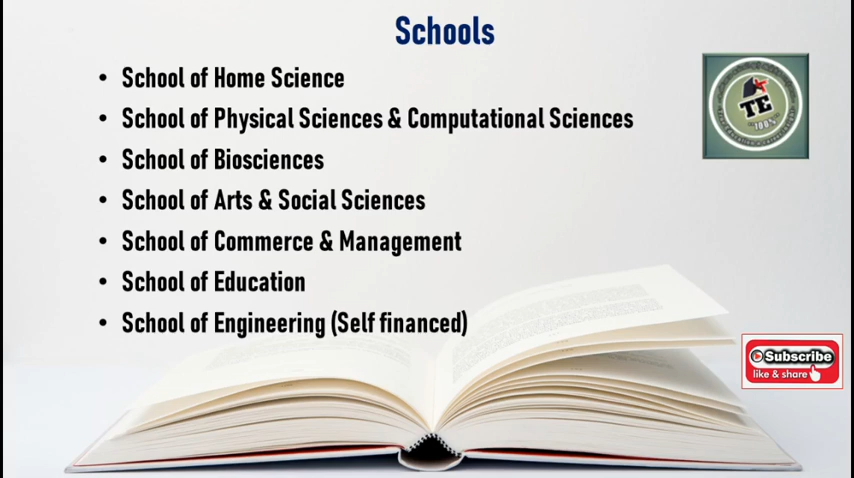 Schools
• School of Home Science
• School of Physical Sciences & Computational Sciences
• School of Biosciences
• School of Arts & Social Sciences
• School of Commerce & Management
• School of Education
• School of Engineering (Self financed)
TE
"100%"
Subscribe
like & share